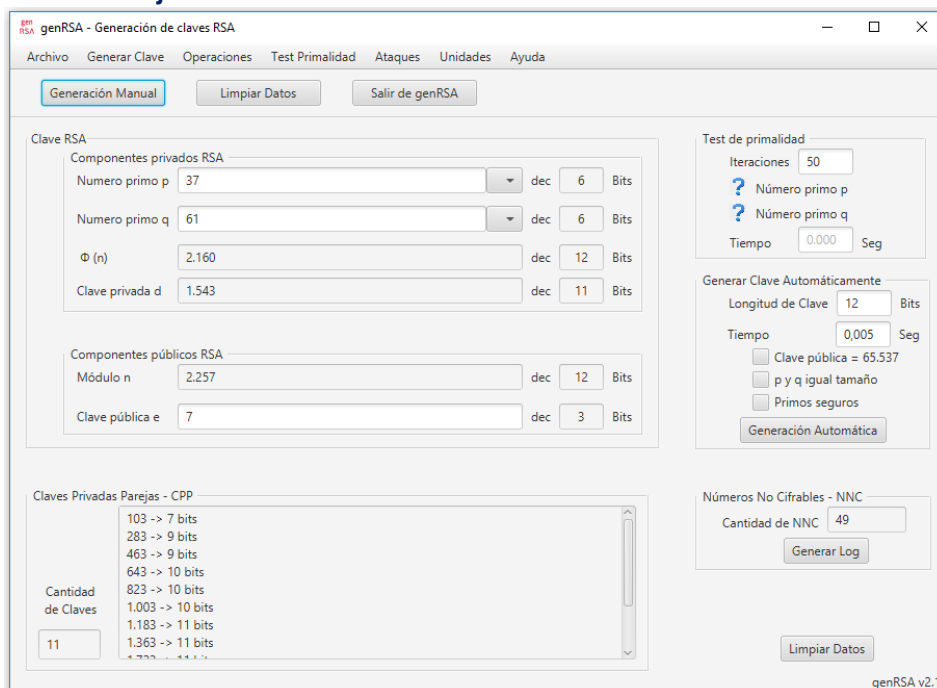 gen RSA genRSA - Generación de claves RSA
Archivo Generar Clave Operaciones Test Primalidad Ataques Unidades Ayuda
Generación Manual Limpiar Datos Salir de genRSA
Clave RSA
Componentes privados RSA
Numero primo p 37 dec 6 Bits
Numero primo q 61 dec 6 Bits
Φ (n) 2.160 dec 12 Bits
Clave privada d 1.543 dec 11 Bits
Componentes públicos RSA
Módulo n 2.257 dec 12 Bits
Clave pública e 7 dec 3 Bits
Test de primalidad
Iteraciones 50
? Número primo p
? Número primo q
Tiempo 0.000 Seg
Generar Clave Automáticamente
Longitud de Clave 12 Bits
Tiempo 0,005 Seg
Clave pública = 65.537
p y q igual tamaño
Primos seguros
Generación Automática
Claves Privadas Parejas - CPP
Cantidad
de Claves
11
103 -> 7 bits
283 -> 9 bits
463 -> 9 bits
643 -> 10 bits
823 -> 10 bits
1.003 -> 10 bits
1.183 -> 11 bits
1.363 -> 11 bits
Números No Cifrables - NNC
Cantidad de NNC 49
Generar Log
Limpiar Datos